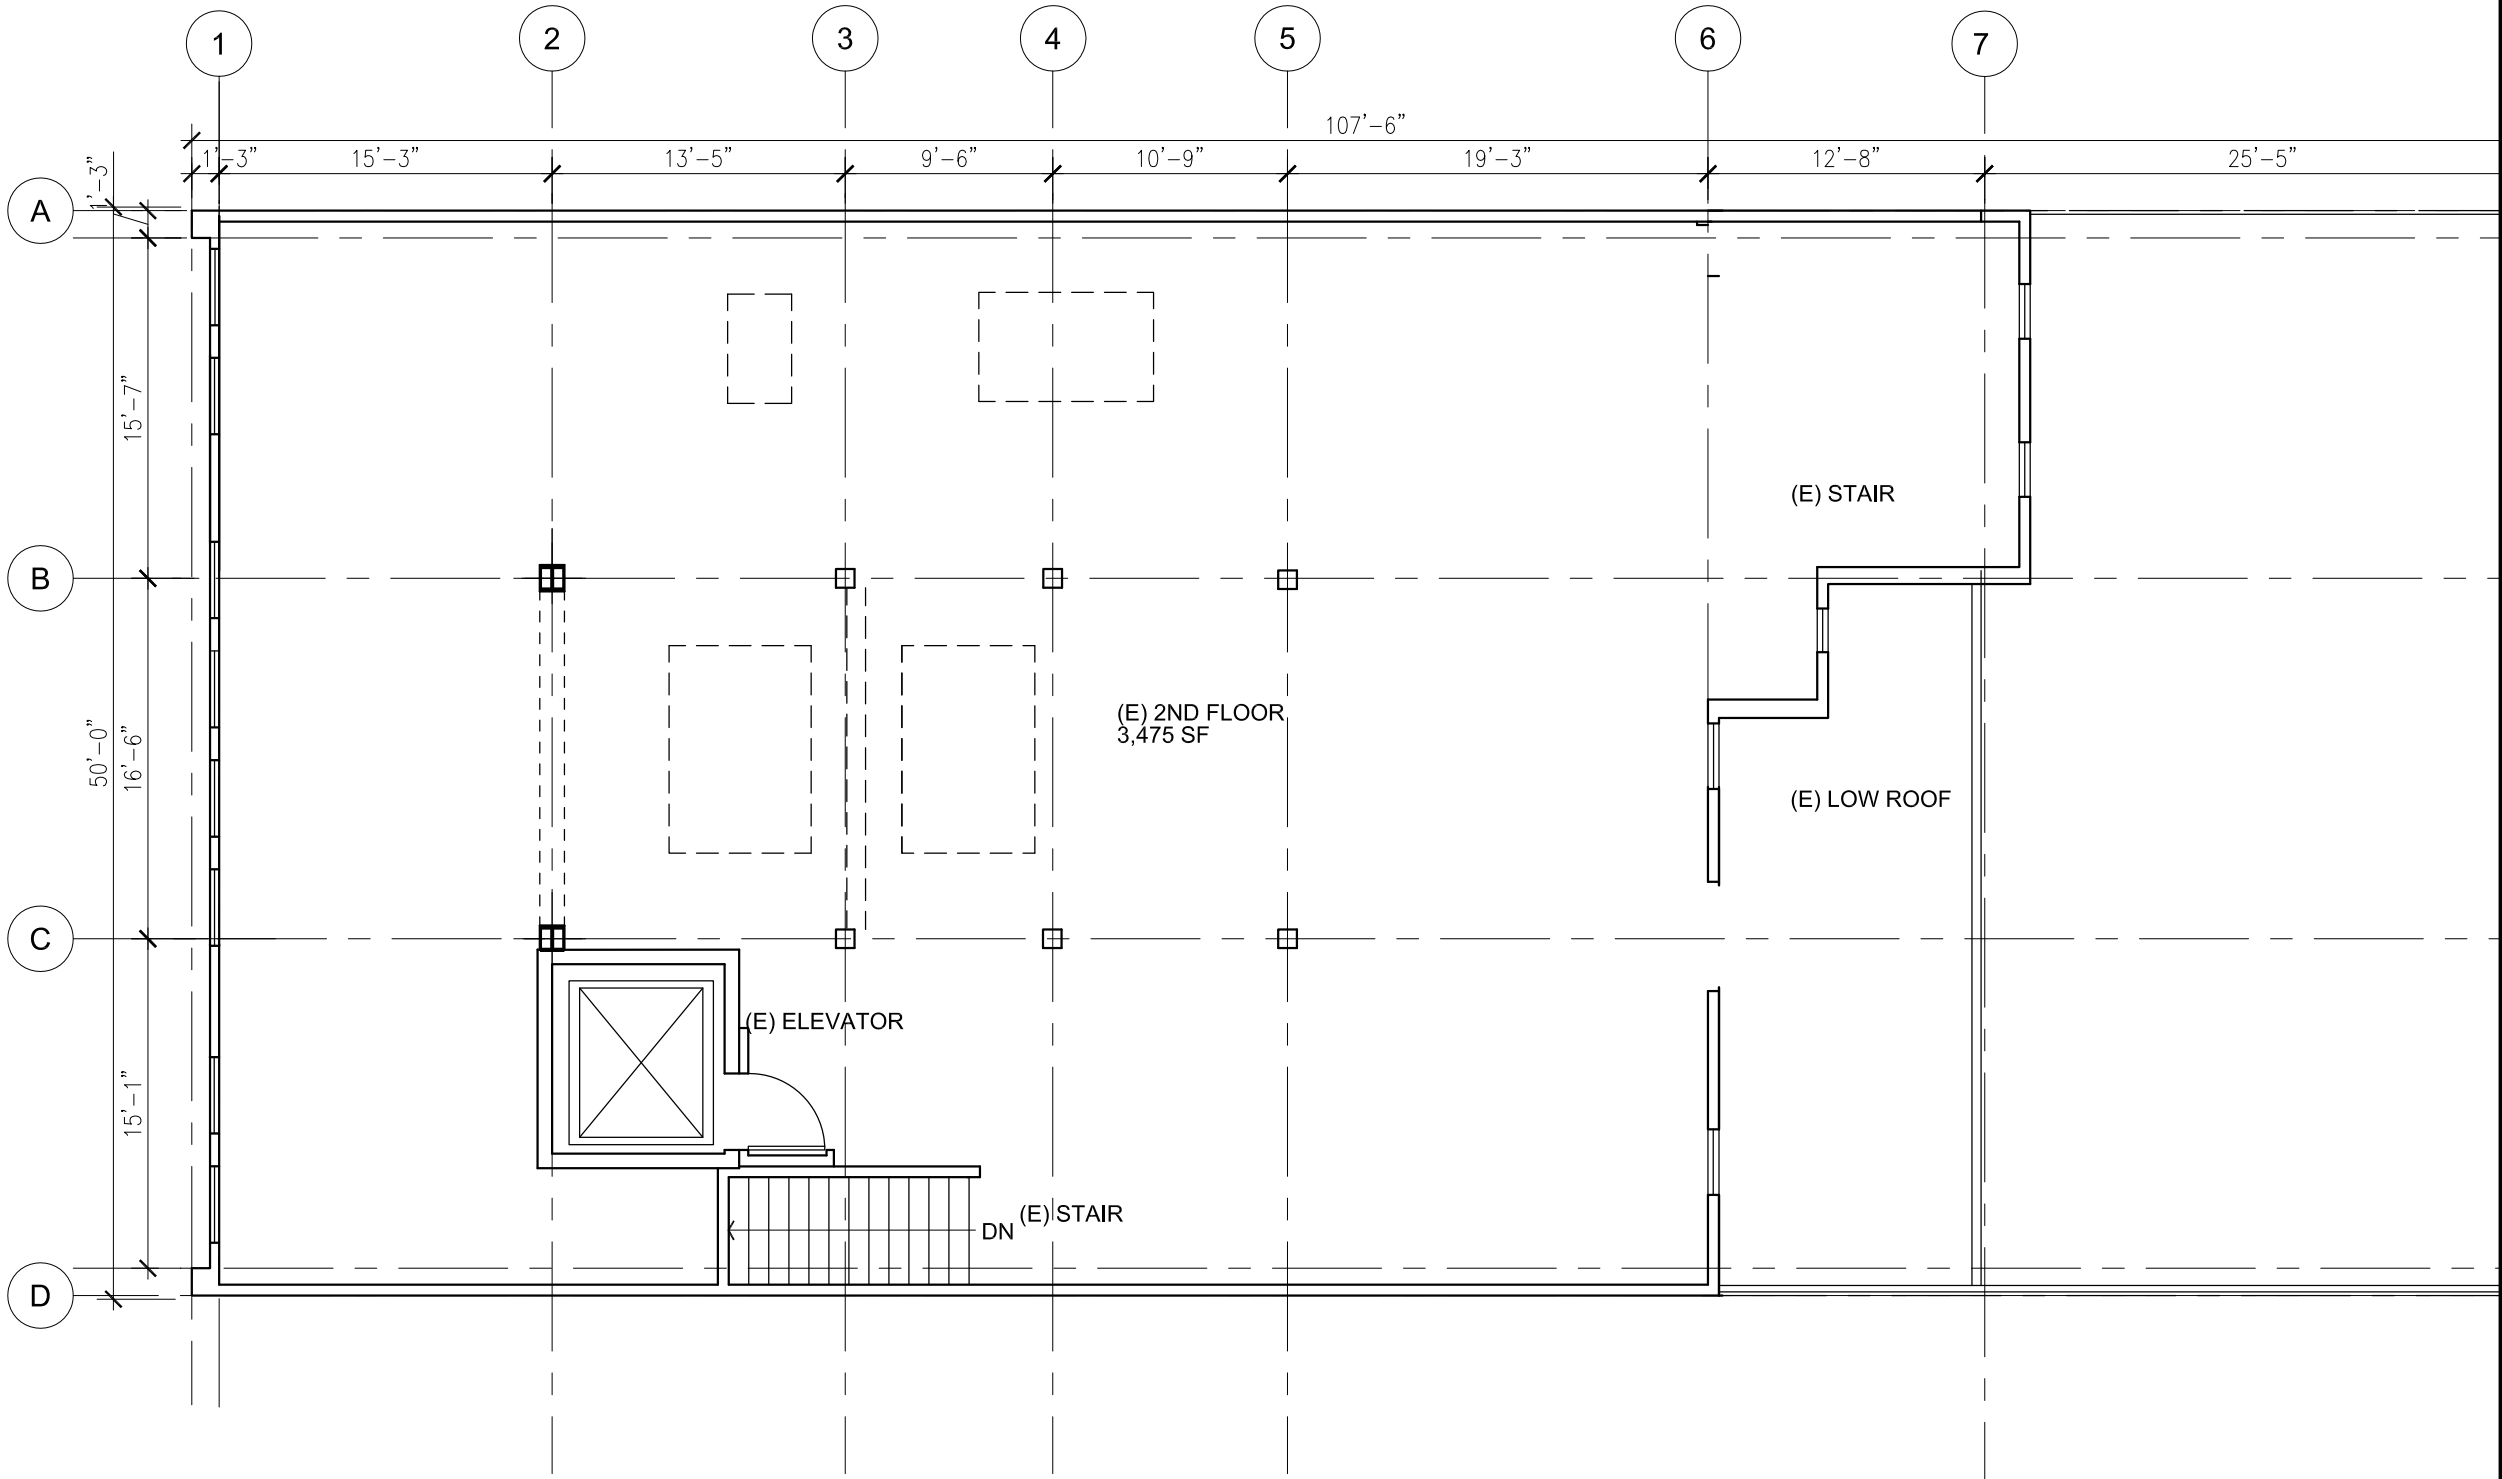 1
2
3
4
5
6
7
107'-6"
1'-3"
15'-3"
13'-5"
9'-6"
10'-9"
19'-3"
12'-8"
25'-5"
1'-3"
A
15'-7"
(E) STAIR
B
(E) 2ND FLOOR
3,475 SF
50'-0"
16'-6"
(E) LOW ROOF
C
(E) ELEVATOR
15'-1"
(E) STAIR
DN
D